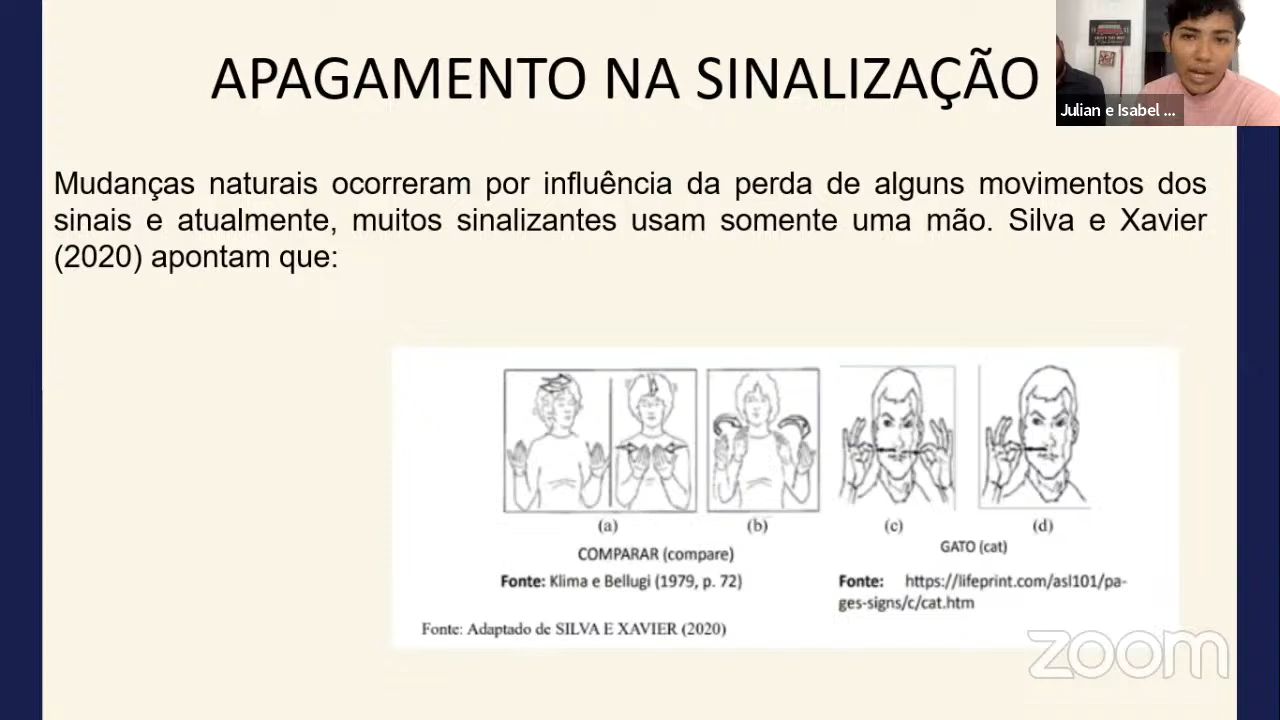 APAGAMENTO NA SINALIZAÇÃO
Julian e Isabel ...
Mudanças naturais ocorreram por influência da perda de alguns movimentos dos
sinais e atualmente, muitos sinalizantes usam somente uma mão. Silva e Xavier
(2020) apontam que:
(a) (b) (c) (d)
COMPARAR (compare)
GATO (cat)
Fonte: Klima e Bellugi (1979, p. 72)
Fonte: https://lifeprint.com/asl101/pa-
ges-signs/c/cat.htm
Fonte: Adaptado de SILVA E XAVIER (2020)
zoom